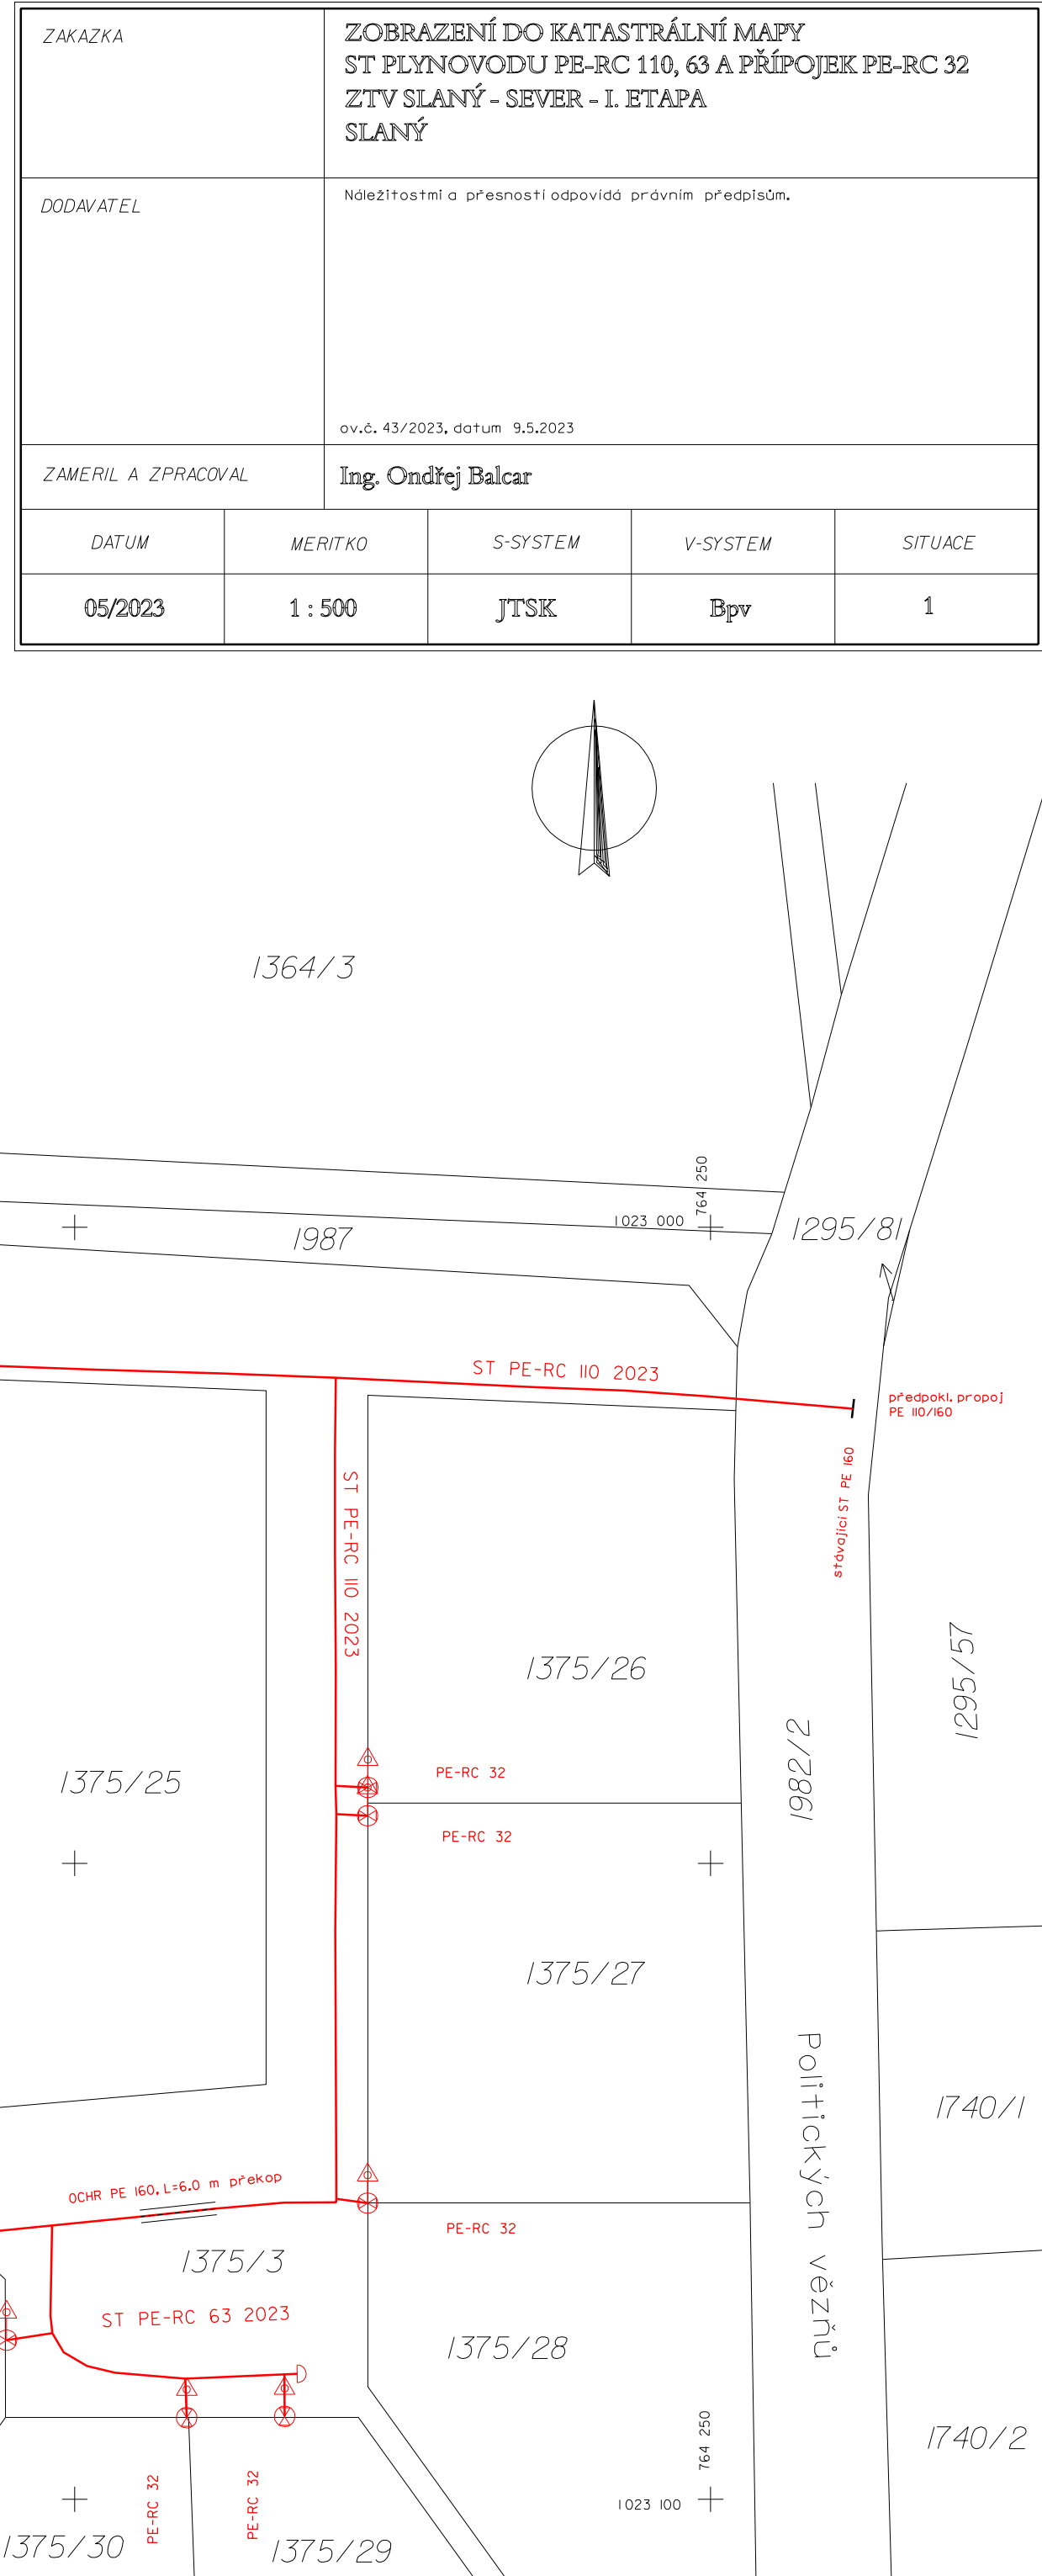 ZAKAZKA
ZOBRAZENÍ DO KATASTRÁLNÍ MAPY
ST PLYNOVODU PE-RC 110, 63 A PŘÍPOJEK PE-RC 32
ZTV SLANÝ - SEVER - I. ETAPA
SLANÝ
DODAVATEL
Náležitostmi a přesností odpovídá právním předpisům.
ov.č. 43/2023, datum 9.5.2023
ZAMERIL A ZPRACOVAL
Ing. Ondřej Balcar
DATUM
MERITKO
S-SYSTEM
V-SYSTEM
SITUACE
05/2023
1 : 500
JTSK
Bpv
1
1364/3
764 250
1023 000
1987
1295/81
ST PE-RC 110 2023
předpokl. propoj
PE 110/160
stávající ST PE 160
ST PE-RC 110 2023
1375/26
1295/57
1982/2
PE-RC 32
1375/25
PE-RC 32
1375/27
Politických vězňů
1740/1
OCHR PE 160, L=6.0 m překop
PE-RC 32
1375/3
ST PE-RC 63 2023
1375/28
764 250
1740/2
1023 100
PE-RC 32
PE-RC 32
1375/30
1375/29